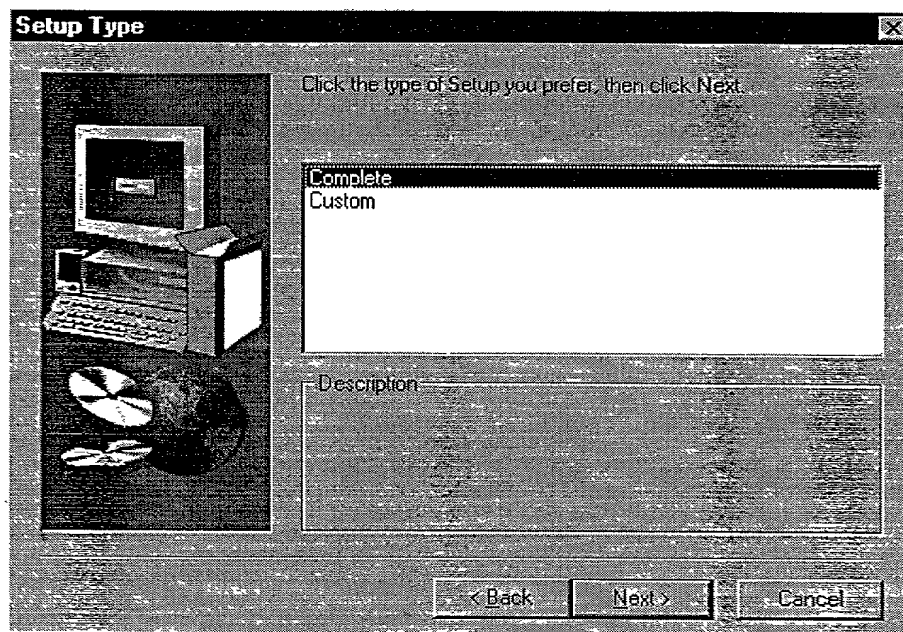 Setup Type
Click the type of Setup you prefer, then click Next.
Complete
Custom
Description
< Back
Next >
Cancel